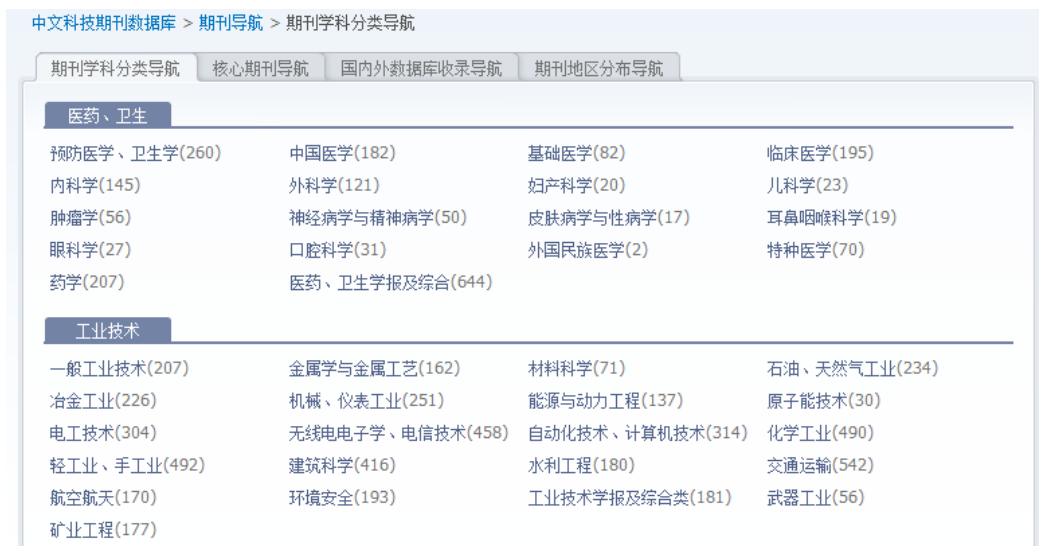 中文科技期刊数据库 > 期刊导航 > 期刊学科分类导航
期刊学科分类导航 核心期刊导航 国内外数据库收录导航 期刊地区分布导航
医药、卫生
预防医学、卫生学(260) 中国医学(182) 基础医学(82) 临床医学(195)
内科学(145) 外科学(121) 妇产科学(20) 儿科学(23)
肿瘤学(56) 神经病学与精神病学(50) 皮肤病学与性病学(17) 耳鼻咽喉科学(19)
眼科学(27) 口腔科学(31) 外国民族医学(2) 特种医学(70)
药学(207) 医药、卫生学报及综合(644)
工业技术
一般工业技术(207) 金属学与金属工艺(162) 材料科学(71) 石油、天然气工业(234)
冶金工业(226) 机械、仪表工业(251) 能源与动力工程(137) 原子能技术(30)
电工技术(304) 无线电电子学、电信技术(458) 自动化技术、计算机技术(314) 化学工业(490)
轻工业、手工业(492) 建筑科学(416) 水利工程(180) 交通运输(542)
航空航天(170) 环境安全(193) 工业技术学报及综合类(181) 武器工业(56)
矿业工程(177)